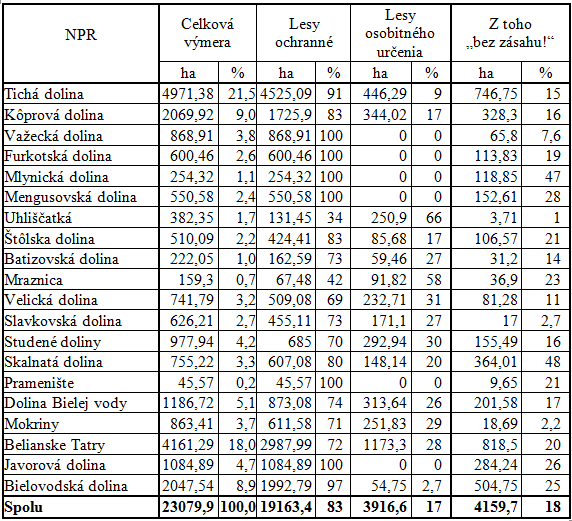 NPR Celková výmera Lesy ochranné Lesy osobitného určenia Z toho „bez zásahu!“
ha % ha % ha % ha %
Tichá dolina 4971,38 21,5 4525,09 91 446,29 9 746,75 15
Kôprová dolina 2069,92 9,0 1725,9 83 344,02 17 328,3 16
Važecká dolina 868,91 3,8 868,91 100 0 0 65,8 7,6
Furkotská dolina 600,46 2,6 600,46 100 0 0 113,83 19
Mlynická dolina 254,32 1,1 254,32 100 0 0 118,85 47
Mengusovská dolina 550,58 2,4 550,58 100 0 0 152,61 28
Uhliščatká 382,35 1,7 131,45 34 250,9 66 3,71 1
Štôlska dolina 510,09 2,2 424,41 83 85,68 17 106,57 21
Batizovská dolina 222,05 1,0 162,59 73 59,46 27 31,2 14
Mraznica 159,3 0,7 67,48 42 91,82 58 36,9 23
Velická dolina 741,79 3,2 509,08 69 232,71 31 81,28 11
Slavkovská dolina 626,21 2,7 455,11 73 171,1 27 17 2,7
Studené doliny 977,94 4,2 685 70 292,94 30 155,49 16
Skalnatá dolina 755,22 3,3 607,08 80 148,14 20 364,01 48
Pramenište 45,57 0,2 45,57 100 0 0 9,65 21
Dolina Bielej vody 1186,72 5,1 873,08 74 313,64 26 201,58 17
Mokriny 863,41 3,7 611,58 71 251,83 29 18,69 2,2
Belianske Tatry 4161,29 18,0 2987,99 72 1173,3 28 818,5 20
Javorová dolina 1084,89 4,7 1084,89 100 0 0 284,24 26
Bielovodská dolina 2047,54 8,9 1992,79 97 54,75 2,7 504,75 25
Spolu 23079,9 100,0 19163,4 83 3916,6 17 4159,7 18